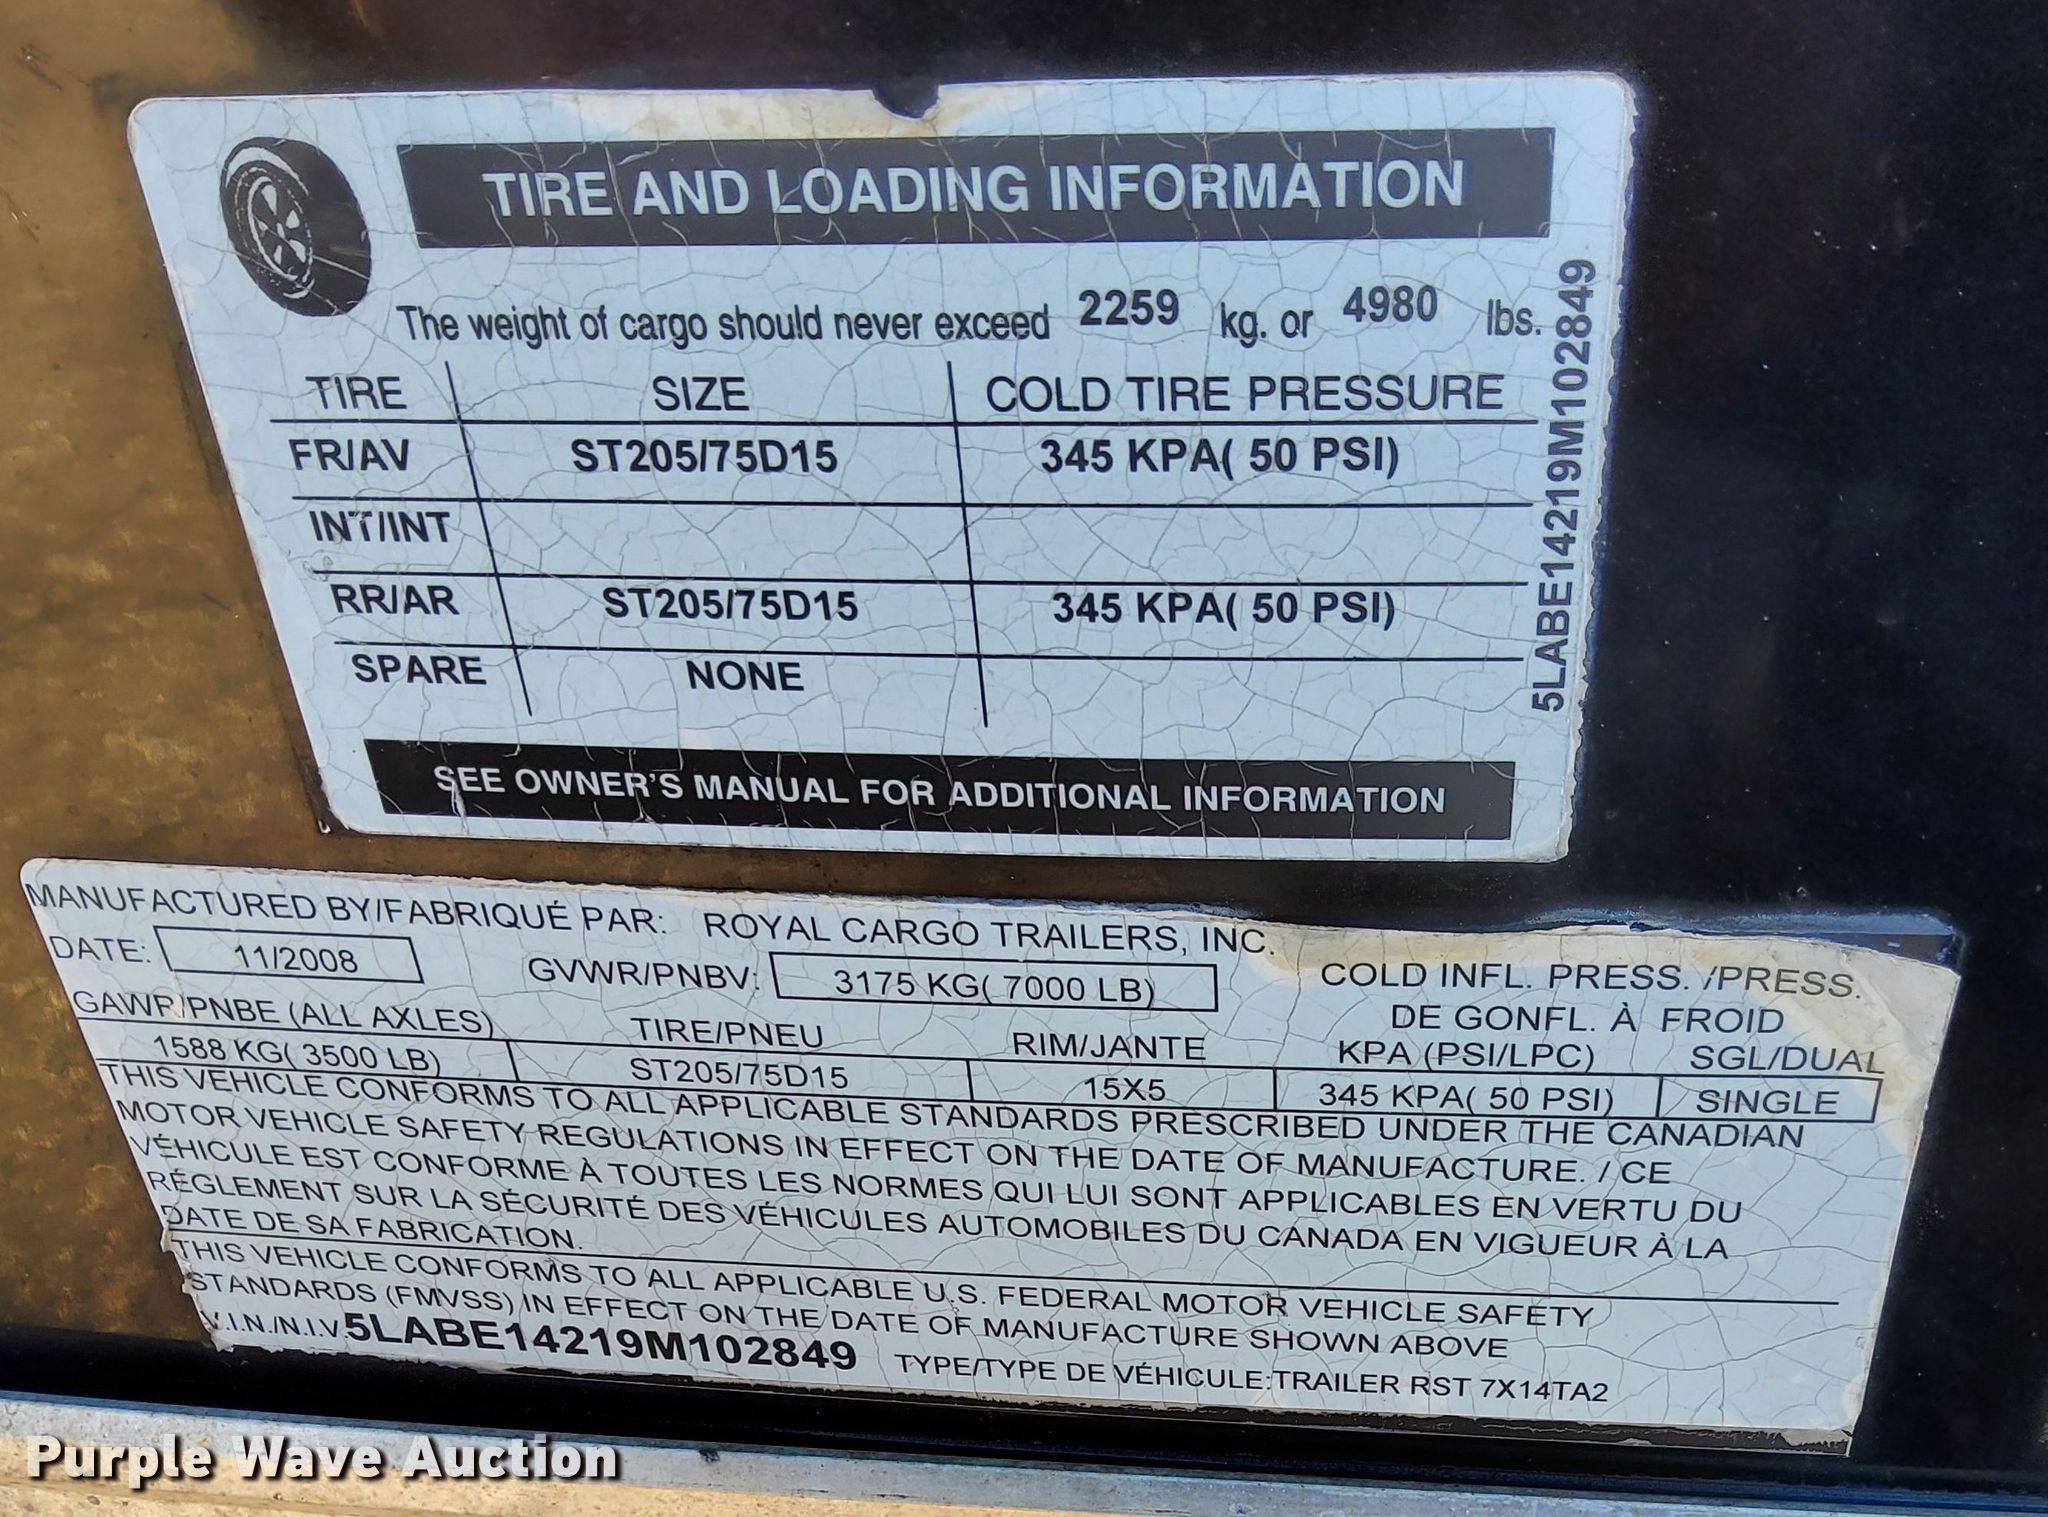 TIRE AND LOADING INFORMATION
The weight of cargo should never exceed 2259 kg. or 4980 lbs.
TIRE SIZE COLD TIRE PRESSURE
FR/AV ST205/75D15 345 KPA( 50 PSI)
INT/INT
RR/AR ST205/75D15 345 KPA( 50 PSI)
SPARE NONE
SEE OWNER'S MANUAL FOR ADDITIONAL INFORMATION
5LABE14219M102849
MANUFACTURED BY/FABRIQUÉ PAR: ROYAL CARGO TRAILERS, INC.
DATE: 11/2008 GVWR/PNBV: 3175 KG( 7000 LB)
COLD INFL. PRESS. /PRESS.
DE GONFL. À FROID
GAWR/PNBE (ALL AXLES) TIRE/PNEU RIM/JANTE KPA (PSI/LPC) SGL/DUAL
1588 KG( 3500 LB) ST205/75D15 15X5 345 KPA( 50 PSI) SINGLE
THIS VEHICLE CONFORMS TO ALL APPLICABLE STANDARDS PRESCRIBED UNDER THE CANADIAN
MOTOR VEHICLE SAFETY REGULATIONS IN EFFECT ON THE DATE OF MANUFACTURE. / CE
VÉHICULE EST CONFORME À TOUTES LES NORMES QUI LUI SONT APPLICABLES EN VERTU DU
RÉGLEMENT SUR LA SÉCURITÉ DES VÉHICULES AUTOMOBILES DU CANADA EN VIGUEUR À LA
DATE DE SA FABRICATION.
THIS VEHICLE CONFORMS TO ALL APPLICABLE U.S. FEDERAL MOTOR VEHICLE SAFETY
STANDARDS (FMVSS) IN EFFECT ON THE DATE OF MANUFACTURE SHOWN ABOVE
V.I.N./N.I.V. 5LABE14219M102849 TYPE/TYPE DE VÉHICULE: TRAILER RST 7X14TA2
Purple Wave Auction